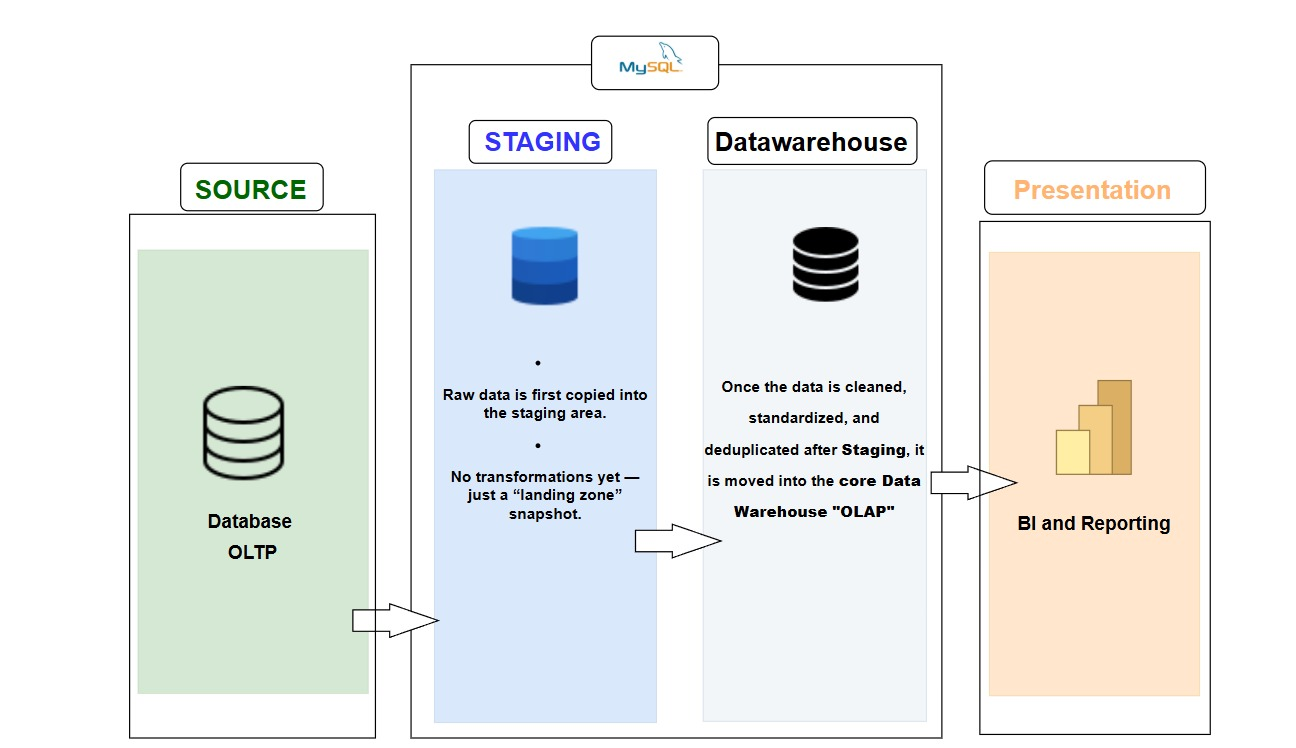 MySQL
SOURCE
Database
OLTP
STAGING
•
Raw data is first copied into
the staging area.
•
No transformations yet —
just a “landing zone”
snapshot.
Datawarehouse
Once the data is cleaned,
standardized, and
deduplicated after Staging, it
is moved into the core Data
Warehouse "OLAP"
Presentation
BI and Reporting